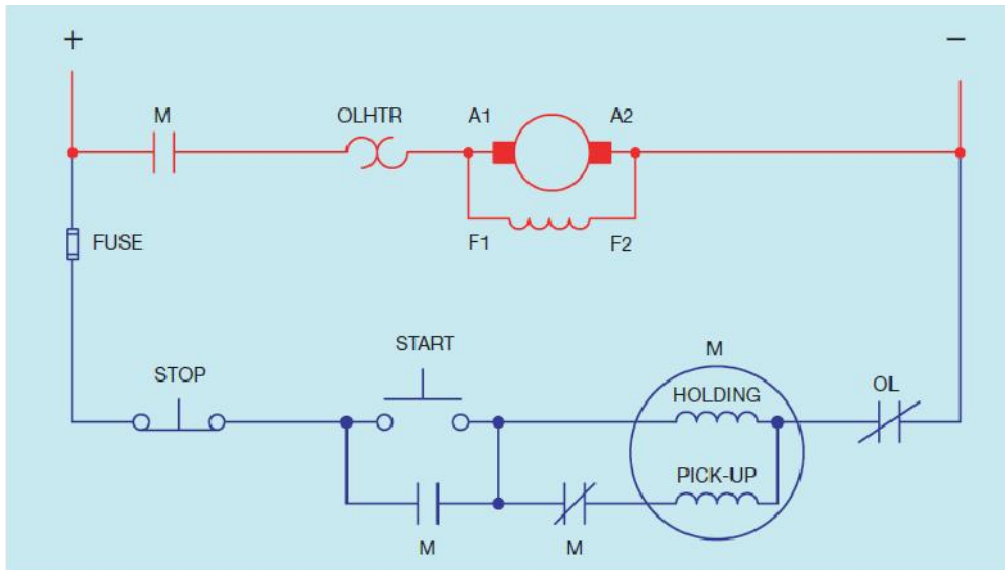 + −
M OLHTR A1 A2
FUSE F1 F2
START M
STOP HOLDING OL
PICK-UP
M M